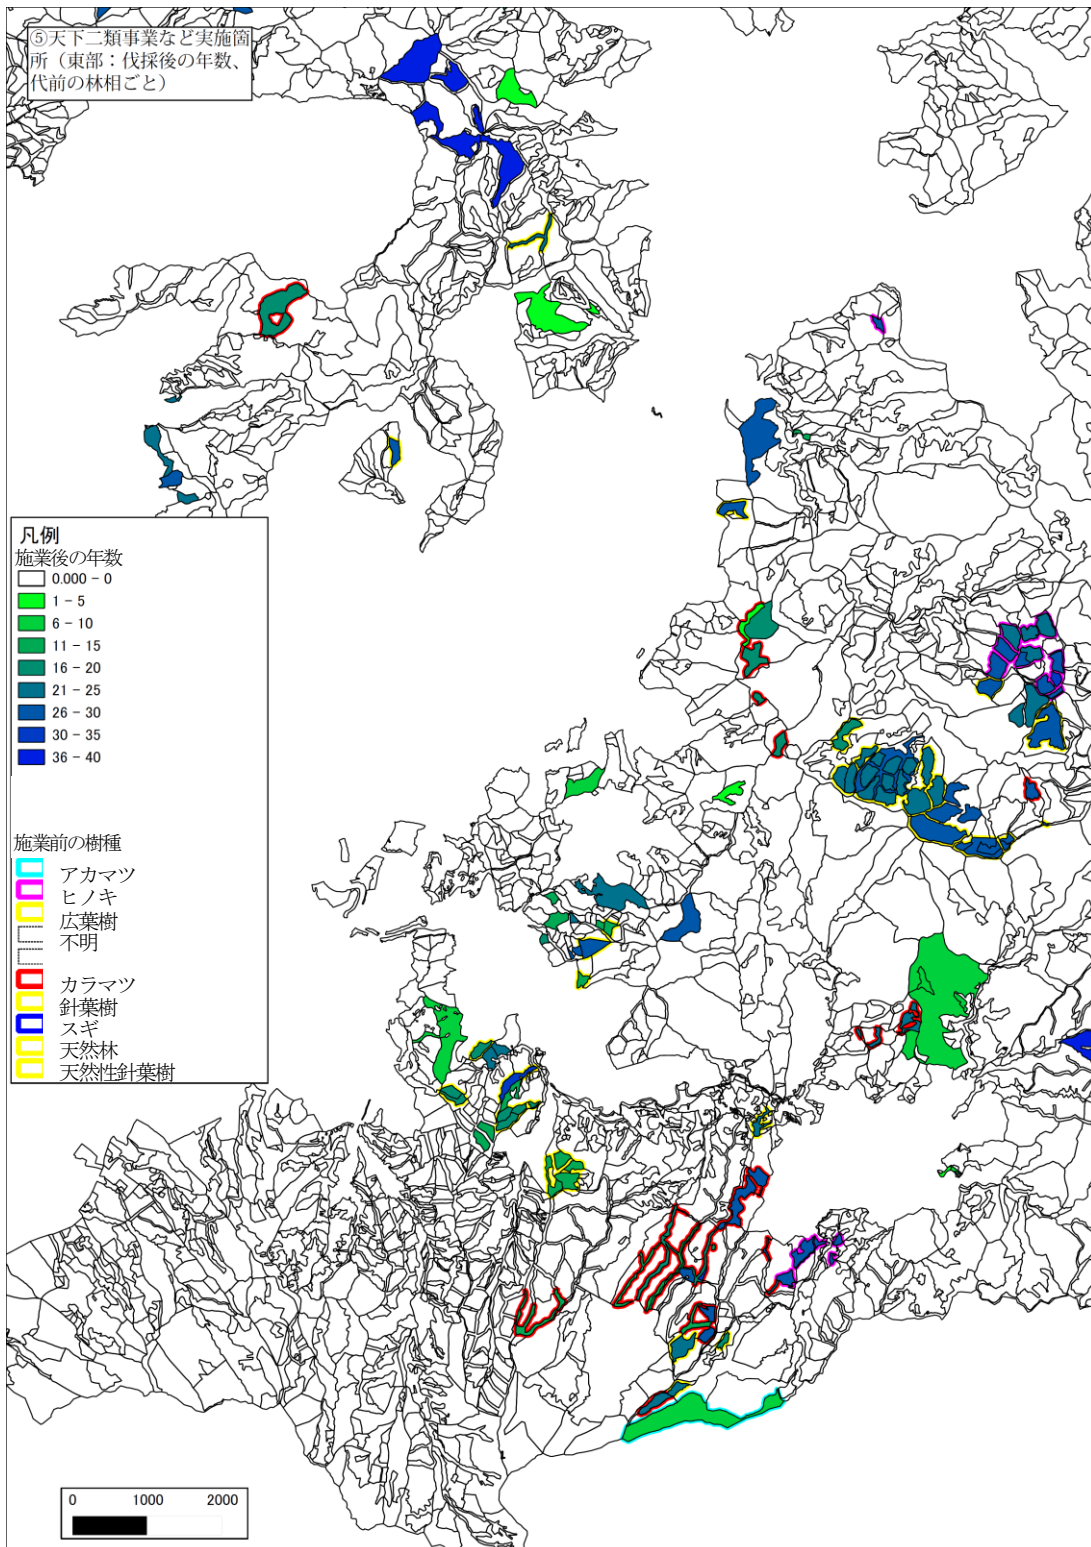 ⑤天下二類事業など実施箇
所（東部：伐採後の年数、
代前の林相ごと）
凡例
施業後の年数
0.000 - 0
1 - 5
6 - 10
11 - 15
16 - 20
21 - 25
26 - 30
30 - 35
36 - 40
施業前の樹種
アカマツ
ヒノキ
広葉樹
不明
カラマツ
針葉樹
スギ
天然林
天然性針葉樹
0 1000 2000